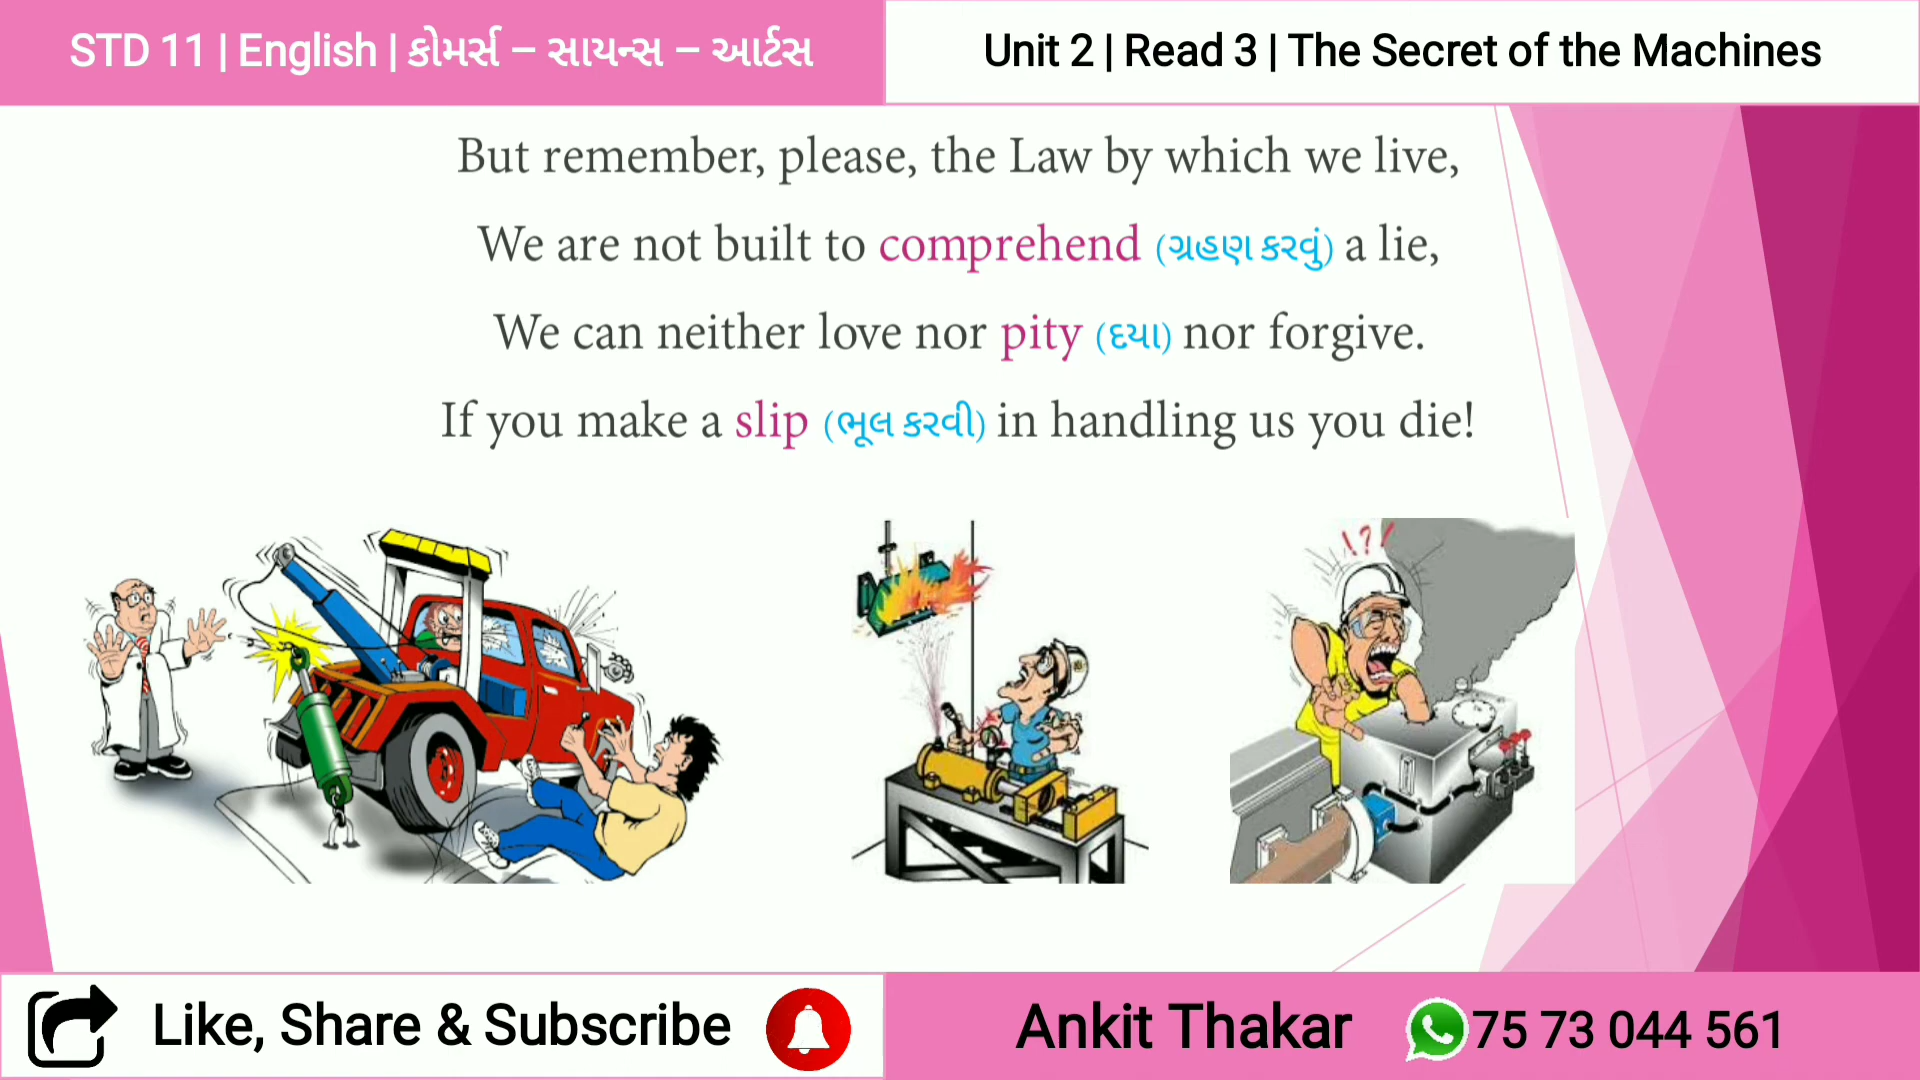 STD 11 | English | કોમર્સ – સાયન્સ – આર્ટસ
Unit 2 | Read 3 | The Secret of the Machines
But remember, please, the Law by which we live,
We are not built to comprehend (ગ્રહણ કરવું) a lie,
We can neither love nor pity (દયા) nor forgive.
If you make a slip (ભૂલ કરવી) in handling us you die!
! ? !
Like, Share & Subscribe
Ankit Thakar
75 73 044 561